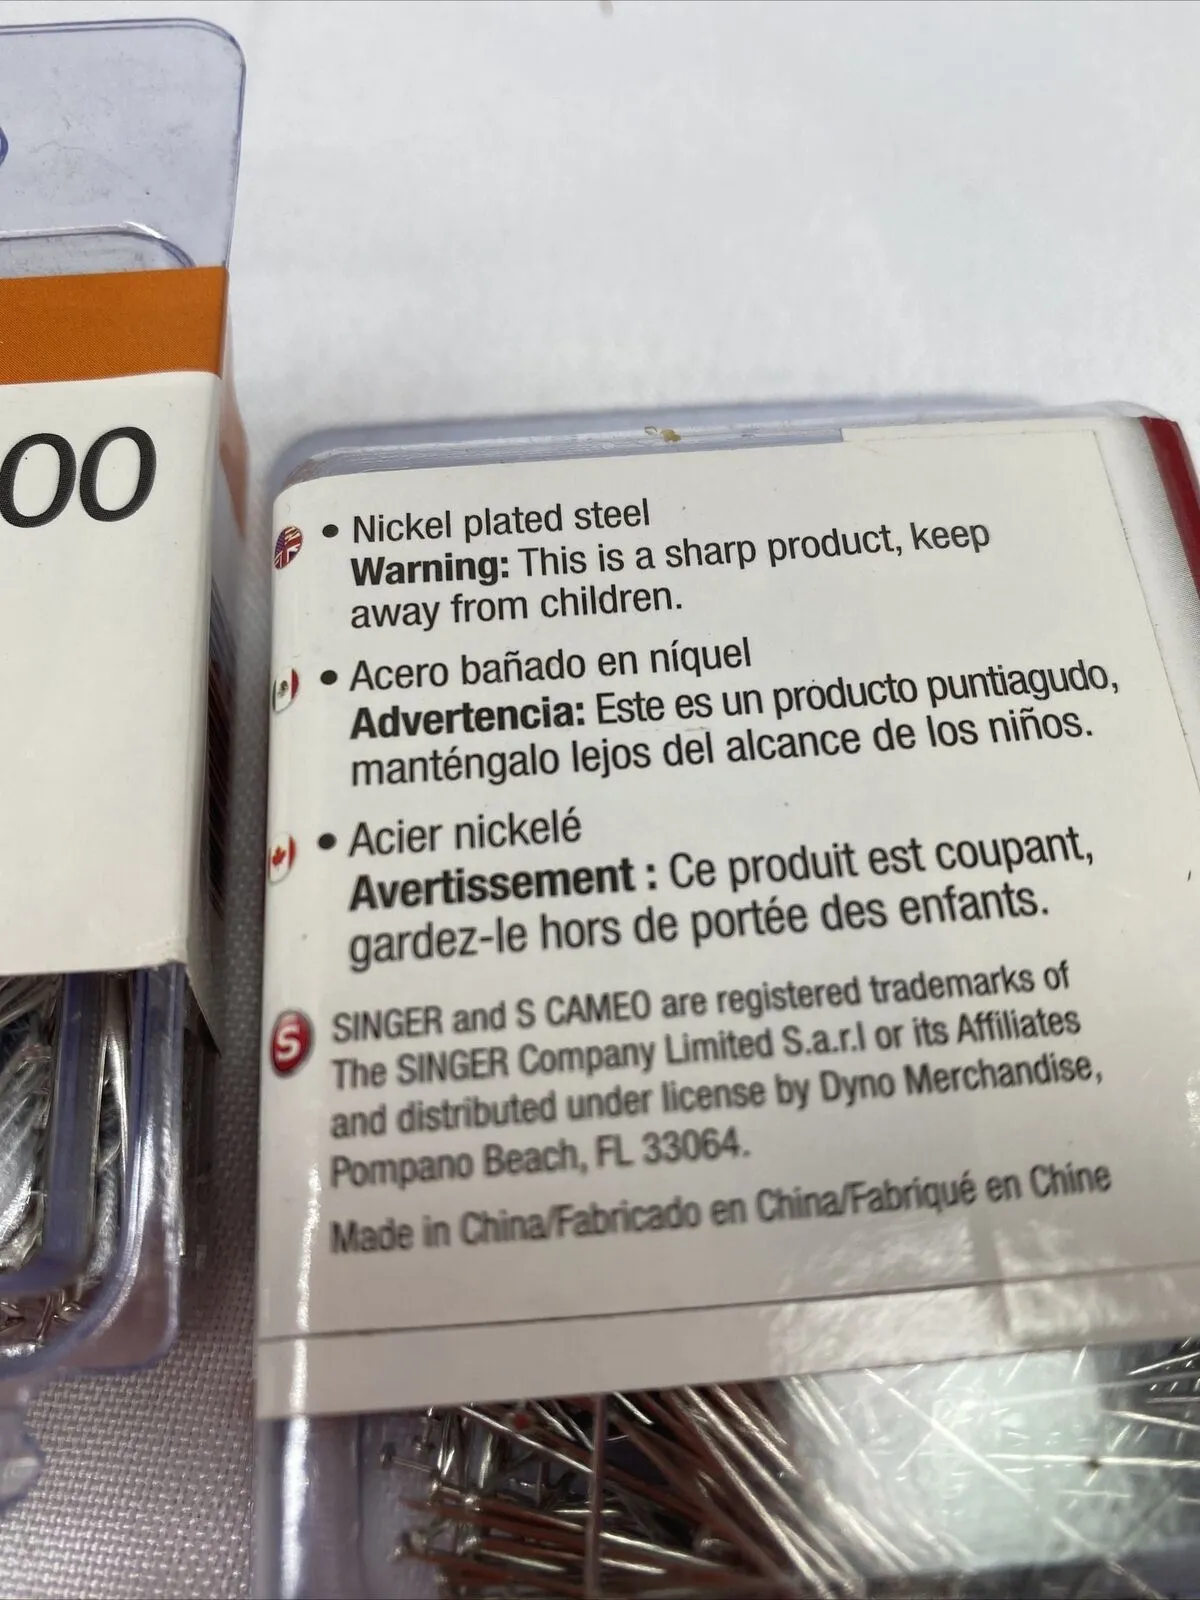 00
• Nickel plated steel
Warning: This is a sharp product, keep
away from children.
• Acero bañado en níquel
Advertencia: Este es un producto puntiagudo,
manténgalo lejos del alcance de los niños.
• Acier nickelé
Avertissement : Ce produit est coupant,
gardez-le hors de portée des enfants.
S
SINGER and S CAMEO are registered trademarks of
The SINGER Company Limited S.a.r.l or its Affiliates
and distributed under license by Dyno Merchandise,
Pompano Beach, FL 33064.
Made in China/Fabricado en China/Fabriqué en Chine